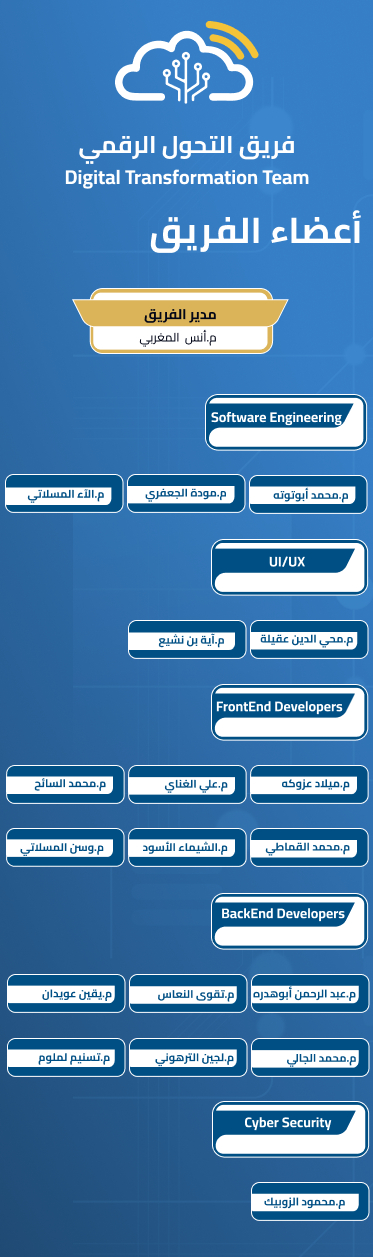 فريق التحول الرقمي
Digital Transformation Team
أعضاء الفريق
مدير الفريق
م.أنس المغربي
Software Engineering
م.محمد أبوتوته
م.مودة الجعفري
م.الآء المسلاتي
UI/UX
م.محي الدين عقيلة
م.آية بن نشيع
FrontEnd Developers
م.ميلاد عزوكه
م.علي الغناي
م.محمد السائح
م.محمد القماطي
م.الشيماء الأسود
م.وسن المسلاتي
BackEnd Developers
م.عبد الرحمن أبوهدره
م.تقوى النعاس
م.يقين عويدان
م.محمد الجالي
م.لجين الترهوني
م.تسنيم لملوم
Cyber Security
م.محمود الزوبيك